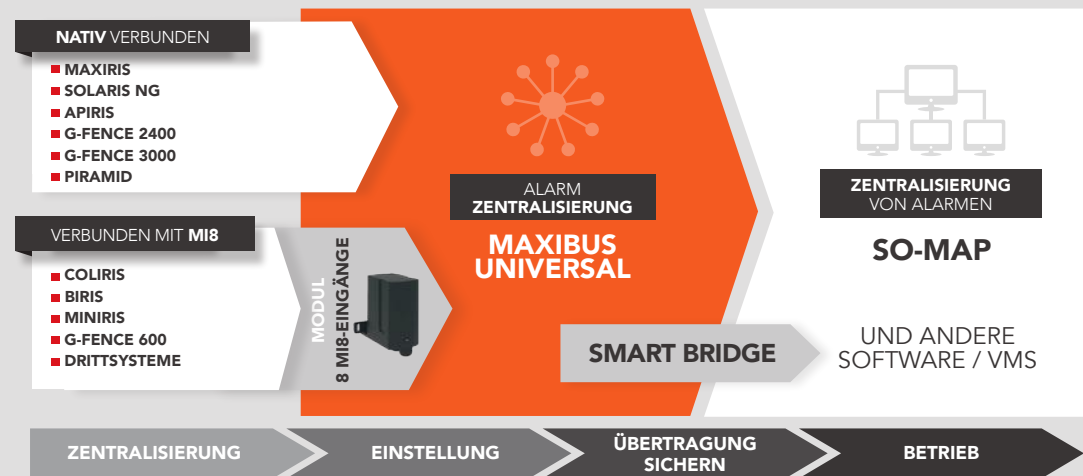 NATIV VERBUNDEN
MAXIRIS
SOLARIS NG
APIRIS
G-FENCE 2400
G-FENCE 3000
PIRAMID
VERBUNDEN MIT MI8
COLIRIS
BIRIS
MINIRIS
G-FENCE 600
DRITTSYSTEME
MODUL
8 MI8-EINGÄNGE
ALARM
ZENTRALISIERUNG
MAXIBUS
UNIVERSAL
SMART BRIDGE
ZENTRALISIERUNG
VON ALARMEN
SO-MAP
UND ANDERE
SOFTWARE / VMS
ZENTRALISIERUNG
EINSTELLUNG
ÜBERTRAGUNG
SICHERN
BETRIEB